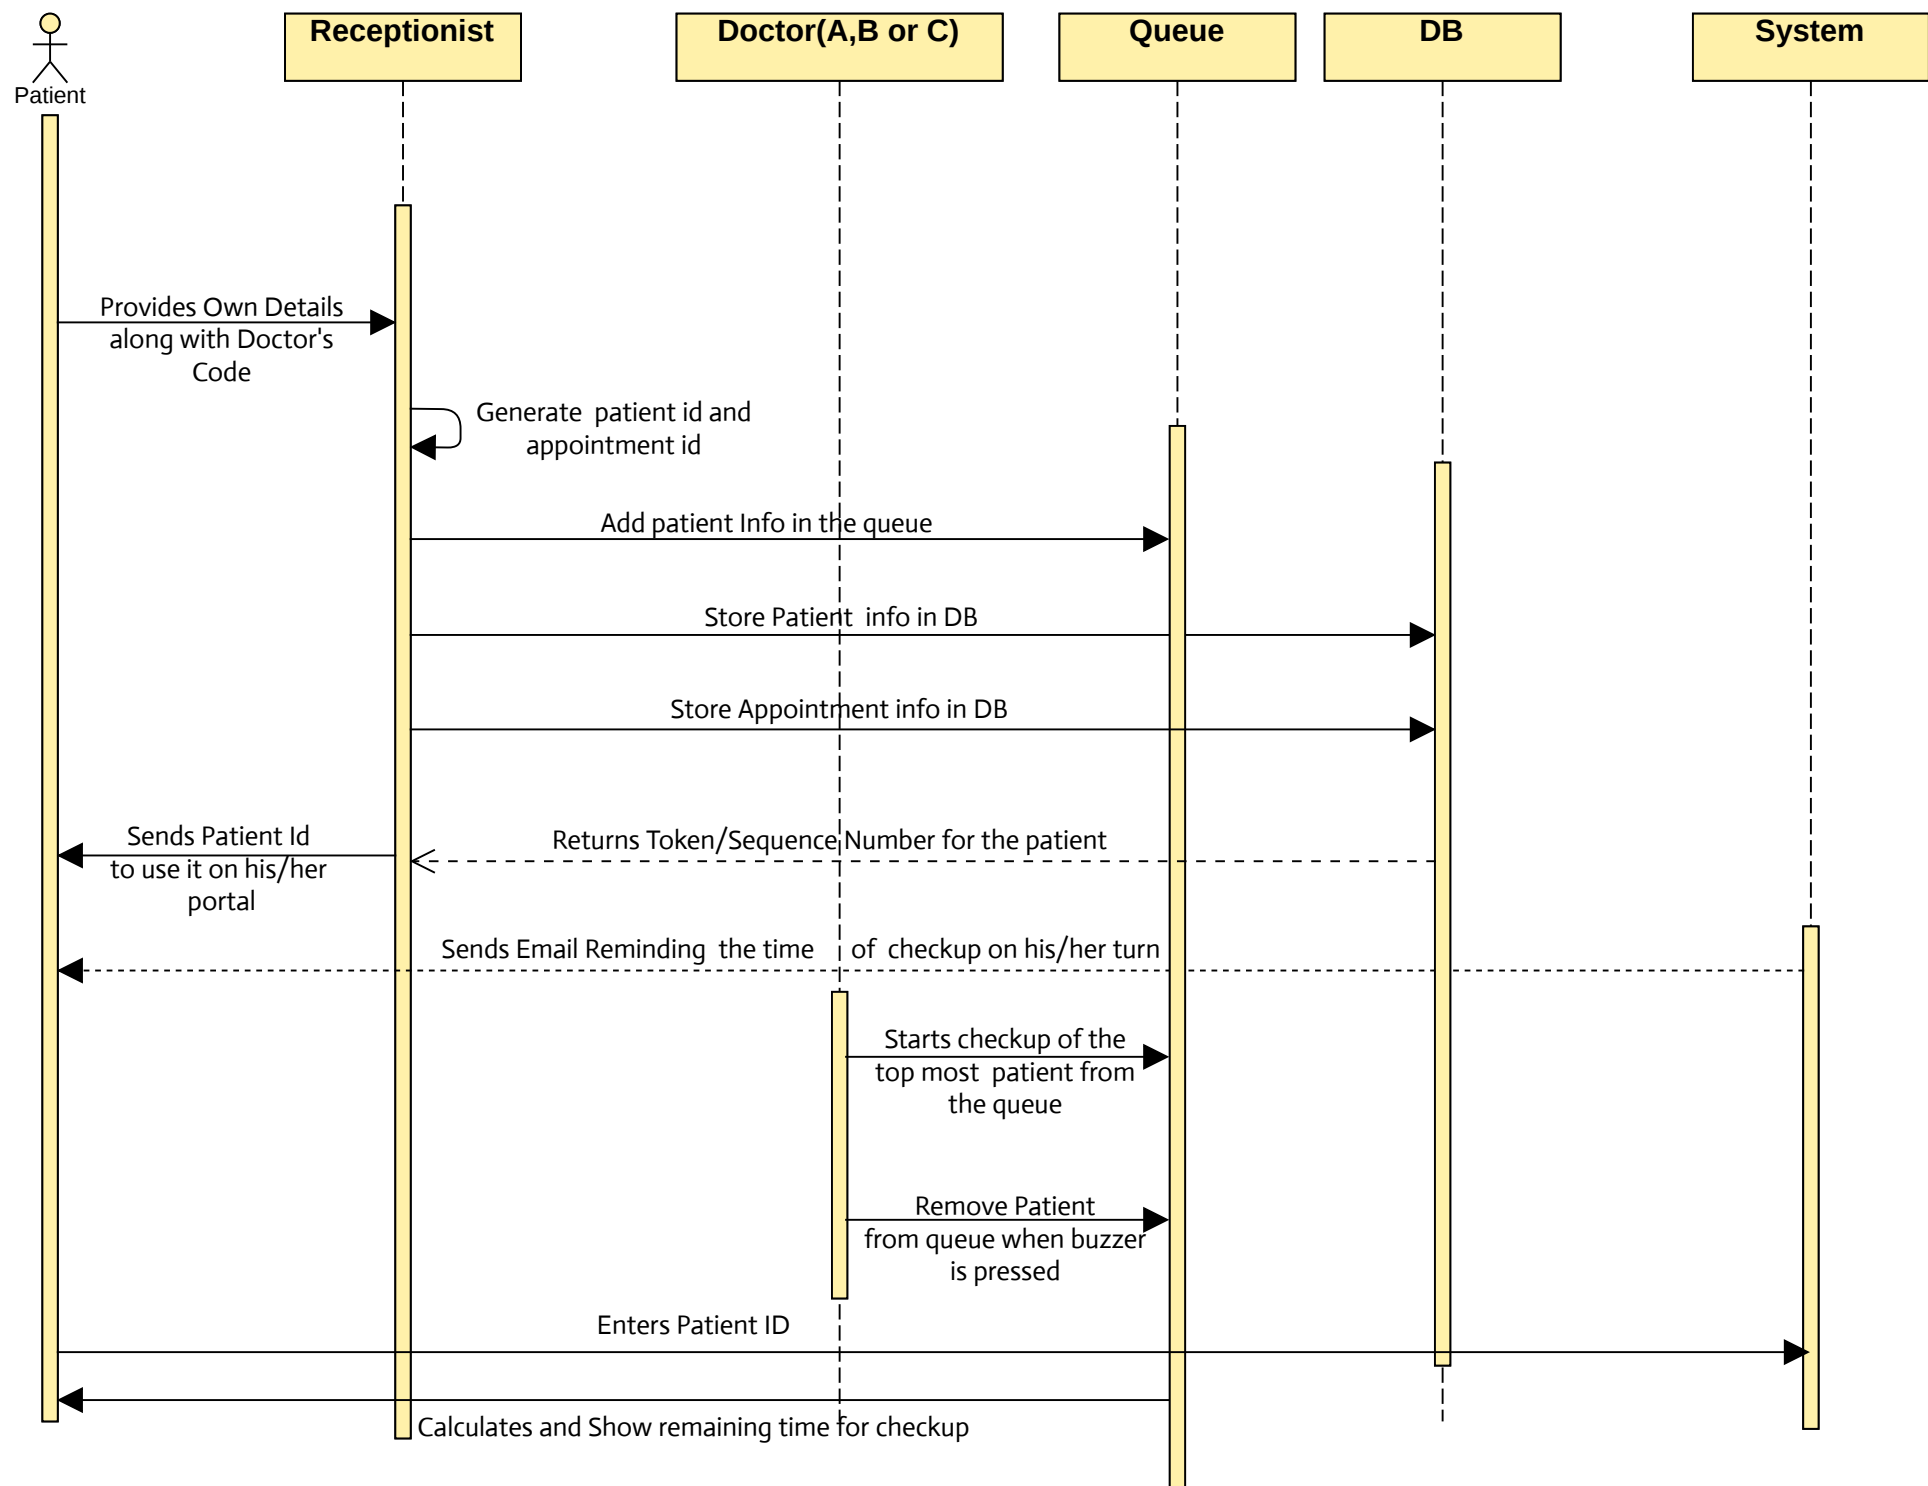 Patient
Receptionist
Doctor(A,B or C)
Queue
DB
System
Provides Own Details
along with Doctor's
Code
Generate  patient id and
appointment id
Add patient Info in the queue
Store Patient  info in DB
Store Appointment info in DB
Sends Patient Id
to use it on his/her
portal
Returns Token/Sequence Number for the patient
Sends Email Reminding  the time of  checkup on his/her turn
Starts checkup of the
top most  patient from
the queue
Remove Patient
from queue when buzzer
is pressed
Enters Patient ID
Calculates and Show remaining time for checkup